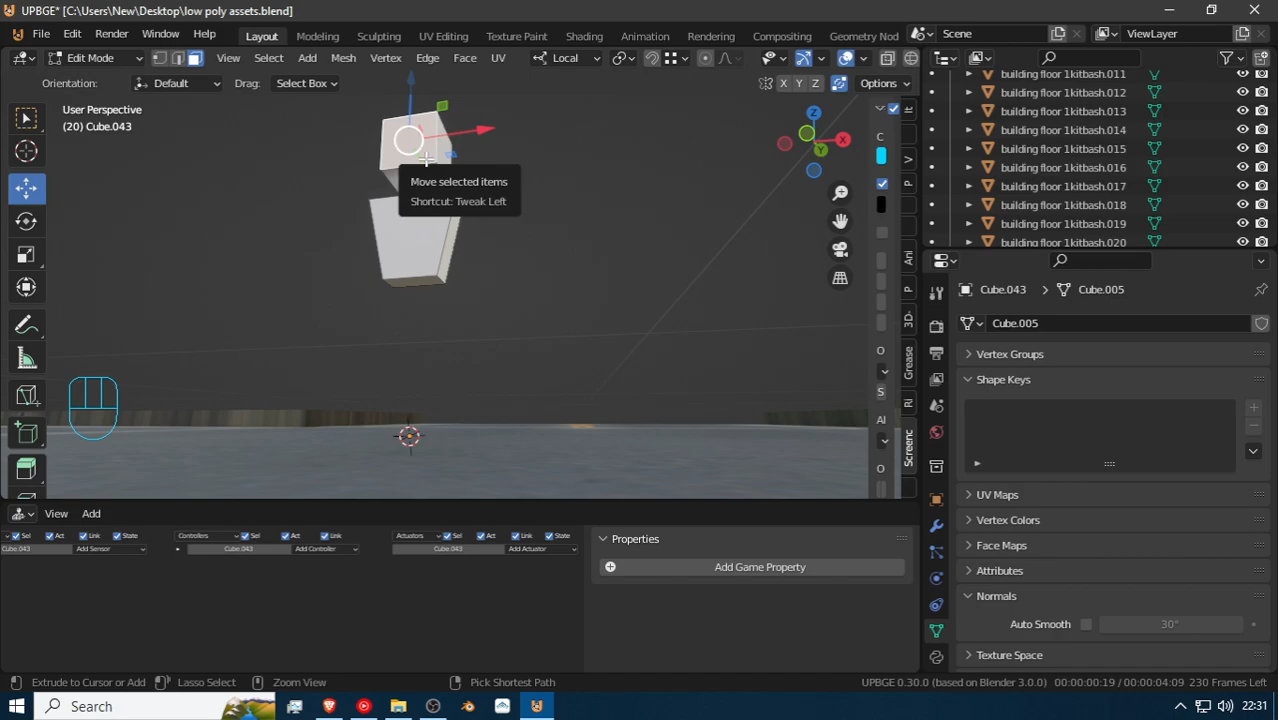 UPBGE* [C:\Users\New\Desktop\low poly assets.blend]
File Edit Render Window Help Layout Modeling Sculpting UV Editing Texture Paint Shading Animation Rendering Compositing Geometry Nod Scene ViewLayer
Edit Mode View Select Add Mesh Vertex Edge Face UV Local
Orientation: Default Drag: Select Box X Y Z Options
User Perspective
(20) Cube.043
Move selected items
Shortcut: Tweak Left
Z
X
Y
It
V
P
Ani
P
3D-
Grease
Ri
Screenc
C
O
S
Al
O
building floor 1kitbash.011
building floor 1kitbash.012
building floor 1kitbash.013
building floor 1kitbash.014
building floor 1kitbash.015
building floor 1kitbash.016
building floor 1kitbash.017
building floor 1kitbash.018
building floor 1kitbash.019
building floor 1kitbash.020
Cube.043 Cube.005
Cube.005
Vertex Groups
Shape Keys
UV Maps
Vertex Colors
Face Maps
Attributes
Normals
Auto Smooth 30°
Texture Space
View Add
Sel Act Link State Controllers Sel Act Link Actuators Sel Act Link State
Cube.043 Add Sensor Cube.043 Add Controller Cube.043 Add Actuator
Properties
Add Game Property
Extrude to Cursor or Add Lasso Select Zoom View Pick Shortest Path UPBGE 0.30.0 (based on Blender 3.0.0) 00:00:00:19 / 00:00:04:09 230 Frames Left
Search 22:31